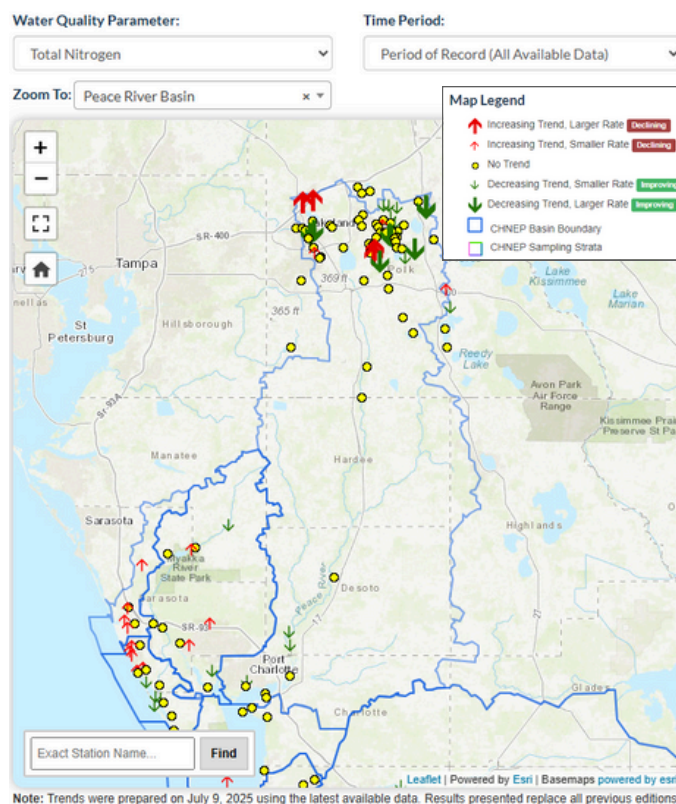 Water Quality Parameter:
Time Period:
Total Nitrogen
Period of Record (All Available Data)
Zoom To:
Peace River Basin
× ▾
Map Legend
Increasing Trend, Larger Rate Declining
Increasing Trend, Smaller Rate Declining
No Trend
Decreasing Trend, Smaller Rate Improving
Decreasing Trend, Larger Rate Improving
CHNEP Basin Boundary
CHNEP Sampling Strata
+
−
SR-400
Tampa
Polk
369 ft
Lake
Kissimmee
Lake
Marian
St
Petersburg
Hillsborough
365 ft
Reedy
Lake
Sr-93A
Avon Park
Air Force
Range
Kissimmee Prai
Preserve St Pa
Manatee
Hardee
Sarasota
Highlands
River
State Park
Peace River
Desoto
Sarasota
SR-93
17
27
Port
Charlotte
Charlotte
Glades
Exact Station Name...
Find
Leaflet | Powered by Esri | Basemaps powered by esri
Note: Trends were prepared on July 9, 2025 using the latest available data. Results presented replace all previous editions